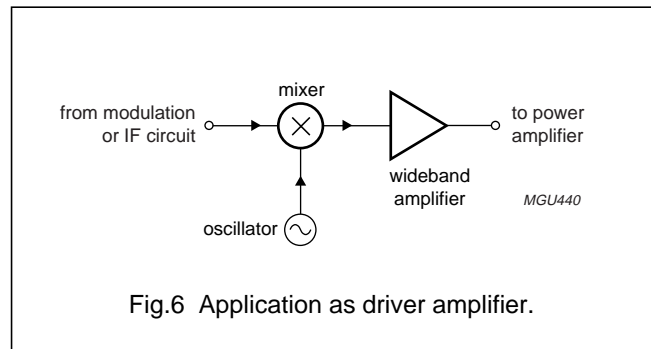 mixer
from modulation
or IF circuit
to power
amplifier
wideband
amplifier
MGU440
oscillator
Fig.6 Application as driver amplifier.